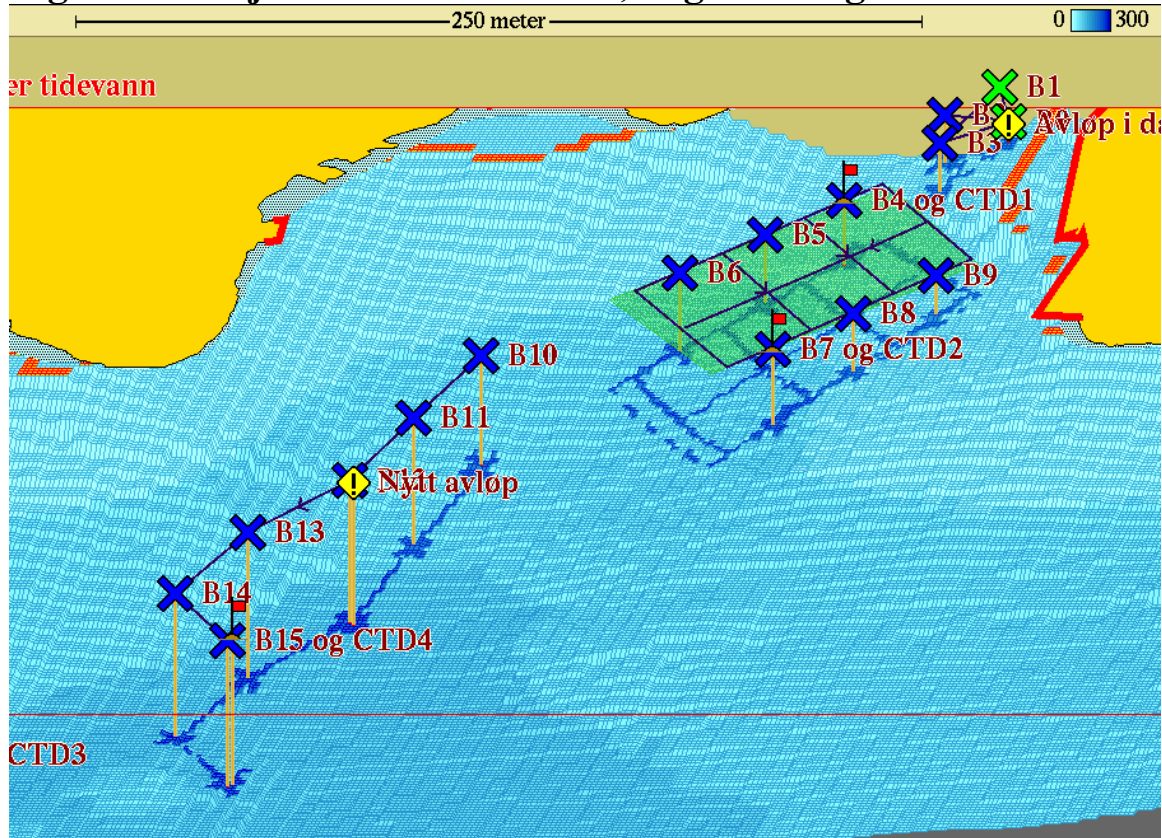 250 meter
0 300
er tidevann
B1
Avløp i da
B3
B4 og CTD1
B5
B6
B9
B8
B7 og CTD2
B10
B11
Nytt avløp
B13
B14
B15 og CTD4
CTD3